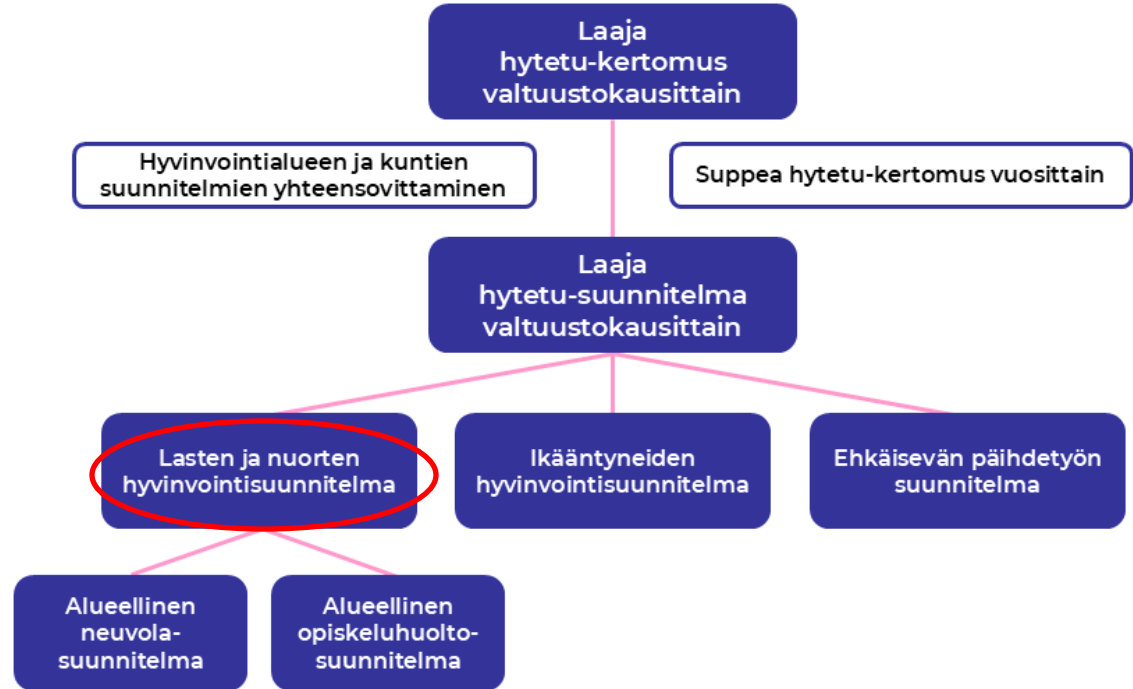 Laaja
hytetu-kertomus
valtuustokausittain
Hyvinvointialueen ja kuntien
suunnitelmien yhteensovittaminen
Suppea hytetu-kertomus vuosittain
Laaja
hytetu-suunnitelma
valtuustokausittain
Lasten ja nuorten
hyvinvointisuunnitelma
Ikääntyneiden
hyvinvointisuunnitelma
Ehkäisevän päihdetyön
suunnitelma
Alueellinen
neuvola-
suunnitelma
Alueellinen
opiskeluhuolto-
suunnitelma